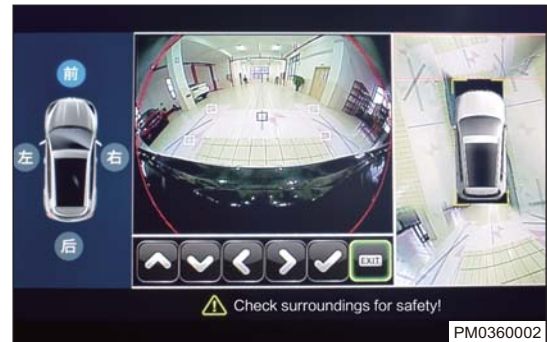 前
左 右
后
EXIT
Check surroundings for safety!
PM0360002